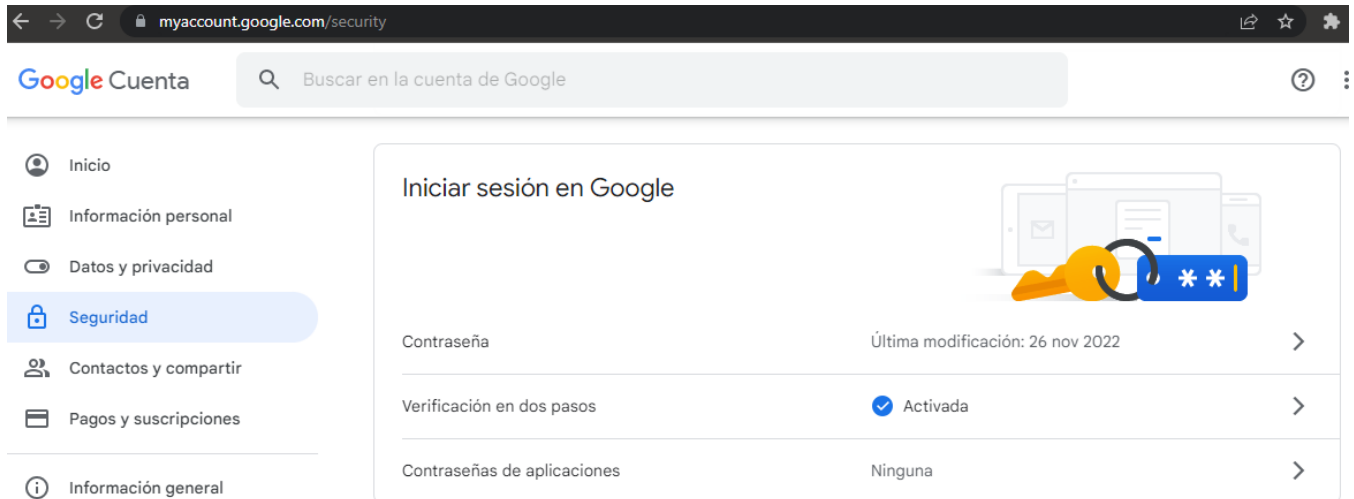 myaccount.google.com/security
Google Cuenta
Buscar en la cuenta de Google
Inicio
Información personal
Datos y privacidad
Seguridad
Contactos y compartir
Pagos y suscripciones
Información general
Iniciar sesión en Google
**
Contraseña Última modificación: 26 nov 2022
Verificación en dos pasos Activada
Contraseñas de aplicaciones Ninguna